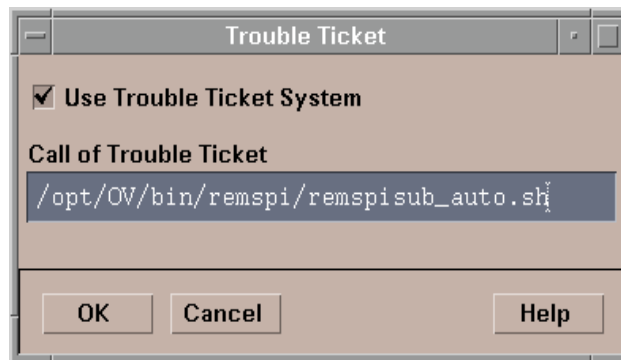 Trouble Ticket
Use Trouble Ticket System
Call of Trouble Ticket
/opt/OV/bin/remspi/remspisub_auto.sh
OK Cancel Help